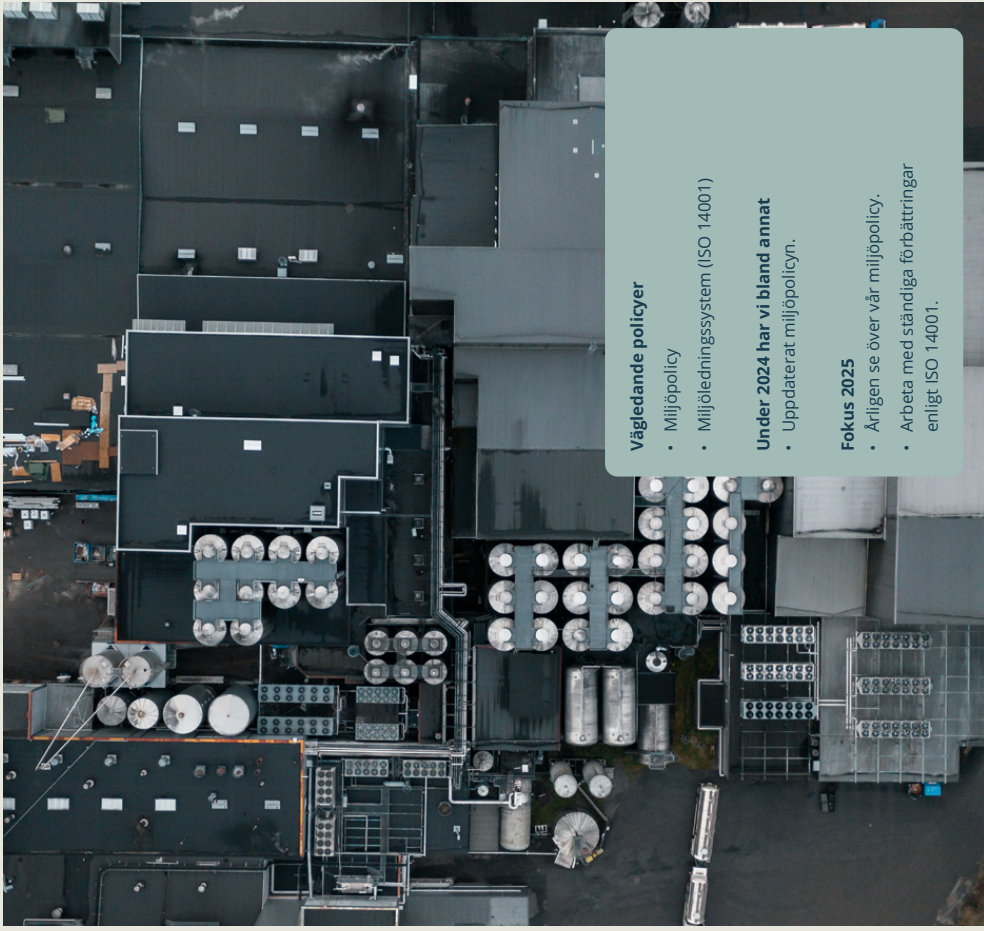 Vägledande policyer
• Miljöpolicy
• Miljöledningssystem (ISO 14001)
Under 2024 har vi bland annat
• Uppdaterat miljöpolicyn.
Fokus 2025
• Årligen se över vår miljöpolicy.
• Arbeta med ständiga förbättringar
enligt ISO 14001.